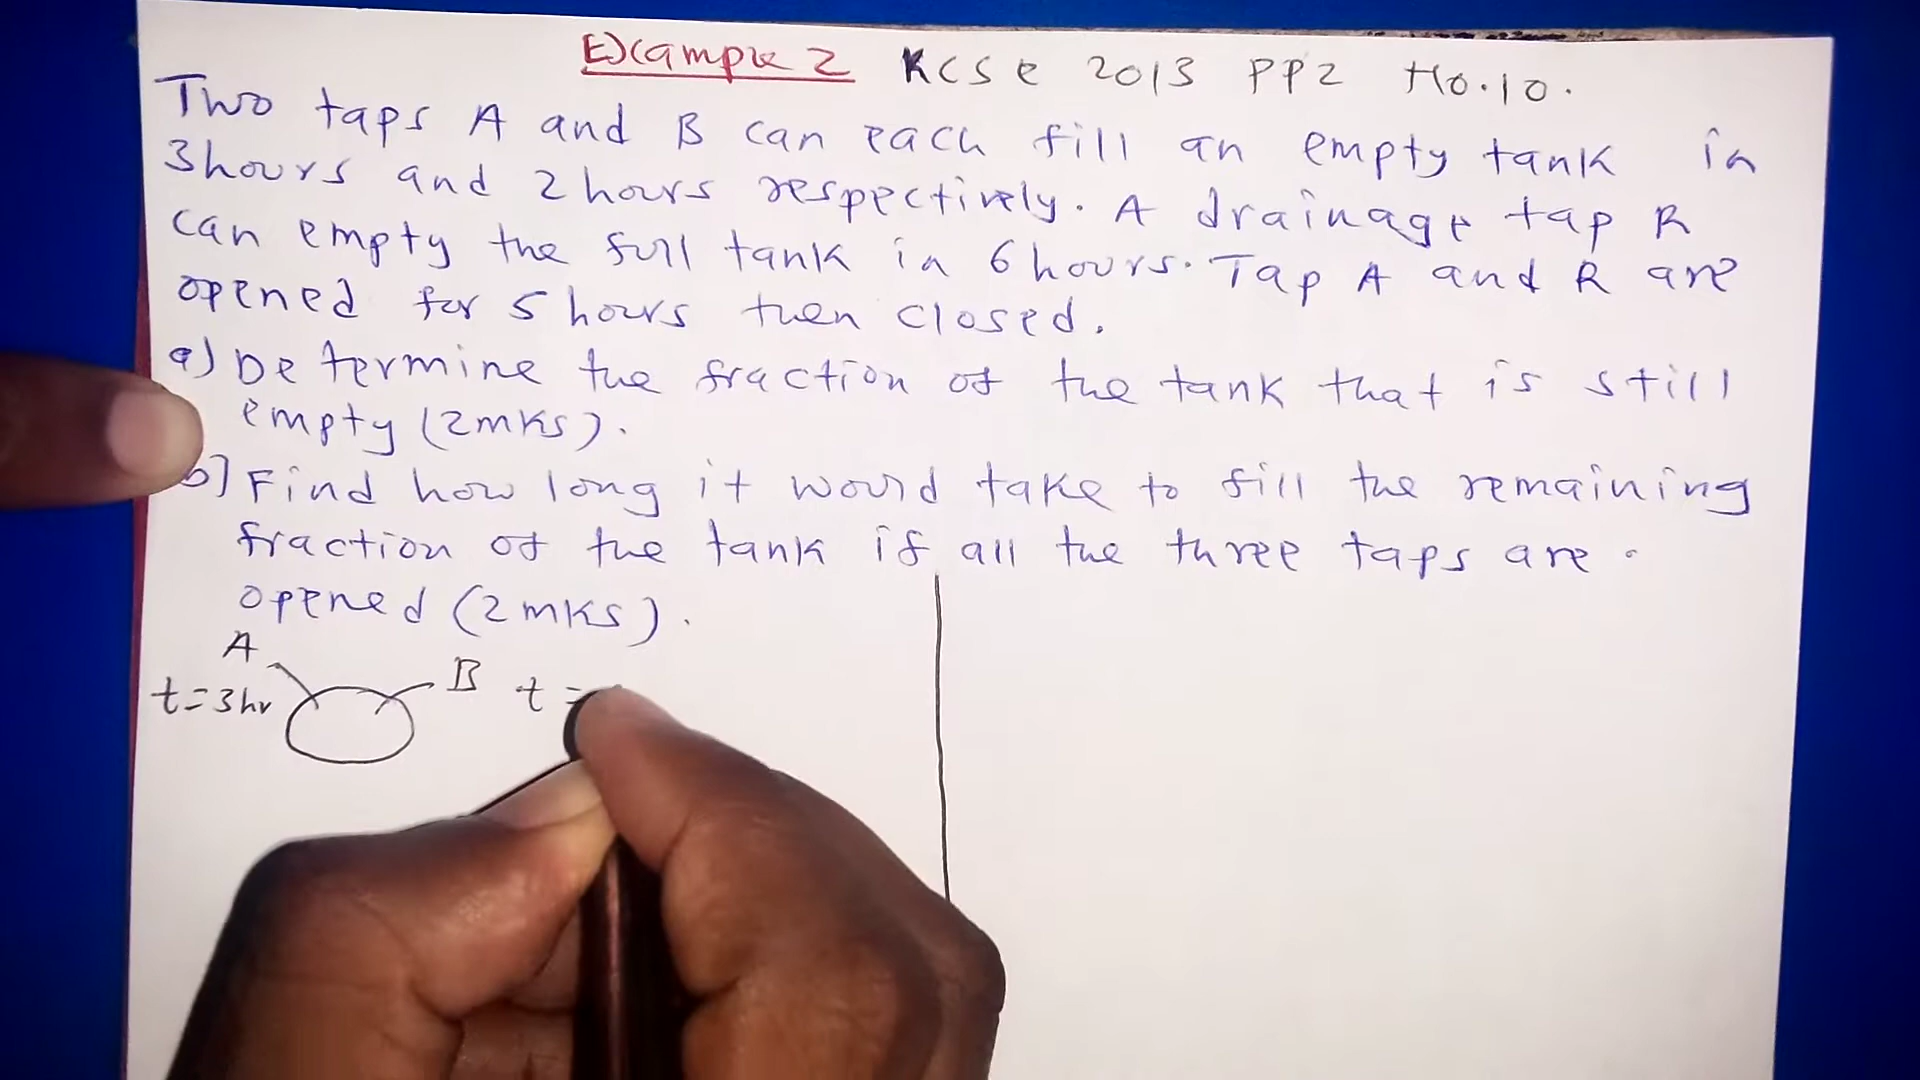 Example 2 KCSE 2013 PP2 No.10.
Two taps A and B can each fill an empty tank in
3hours and 2hours respectively. A drainage tap R
can empty the full tank in 6hours. Tap A and R are
opened for 5 hours then closed.
a) Determine the fraction of the tank that is still
empty (2mks).
b] Find how long it would take to fill the remaining
fraction of the tank if all the three taps are.
opened (2mks).
A
B t =
t=3hr